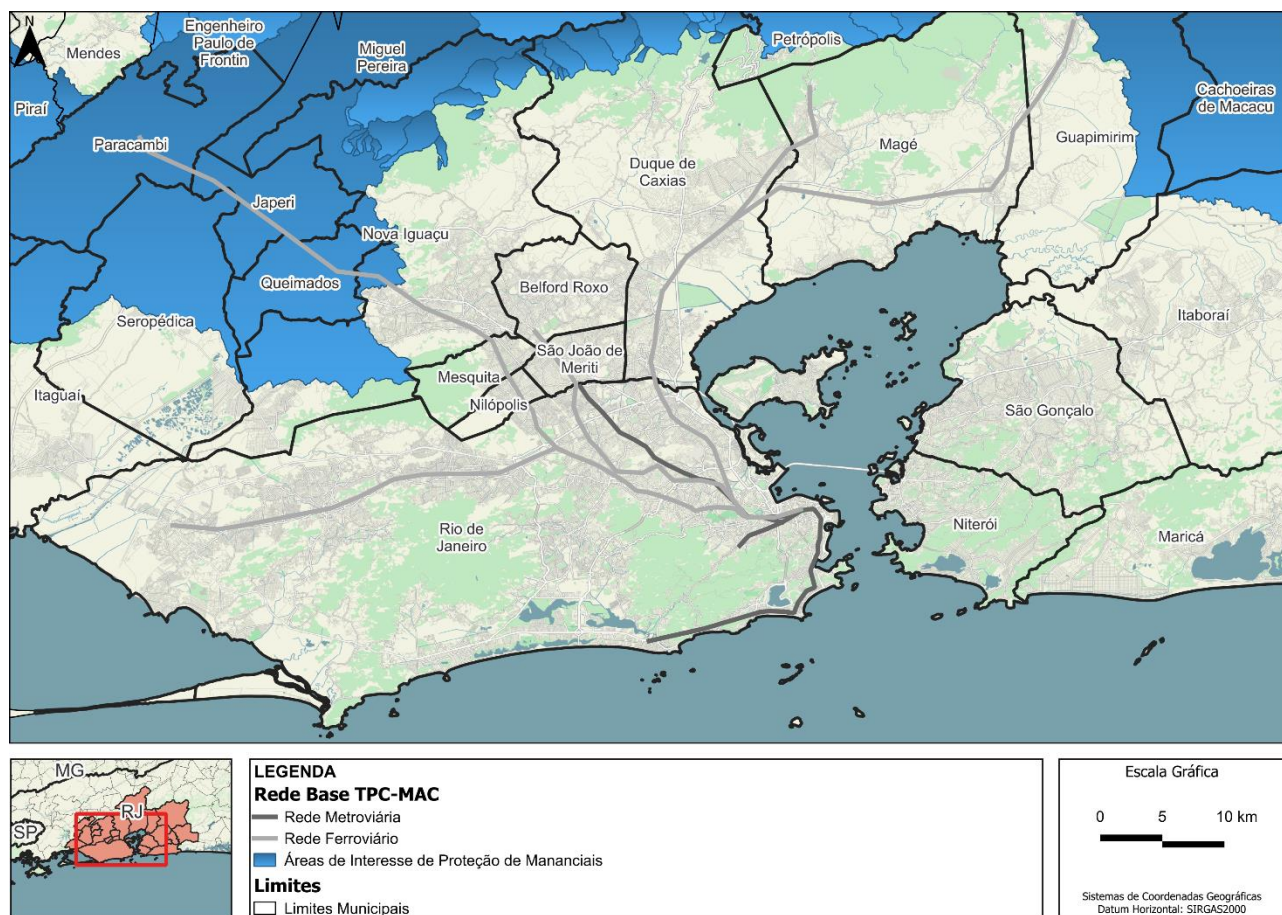 N
Mendes
Engenheiro
Paulo de
Frontin
Miguel
Pereira
Petrópolis
Piraí
Cachoeiras
de Macacu
Paracambi
Duque de
Caxias
Magé
Guapimirim
Japeri
Nova Iguaçu
Queimados
Belford Roxo
Seropédica
Itaboraí
São João de
Meriti
Mesquita
Itaguaí
Nilópolis
São Gonçalo
Rio de
Janeiro
Niterói
Maricá
MG
RJ
SP
LEGENDA
Rede Base TPC-MAC
Rede Metroviária
Rede Ferroviário
Áreas de Interesse de Proteção de Mananciais
Limites
Limites Municipais
Escala Gráfica
0 5 10 km
Sistemas de Coordenadas Geográficas
Datum Horizontal: SIRGAS2000